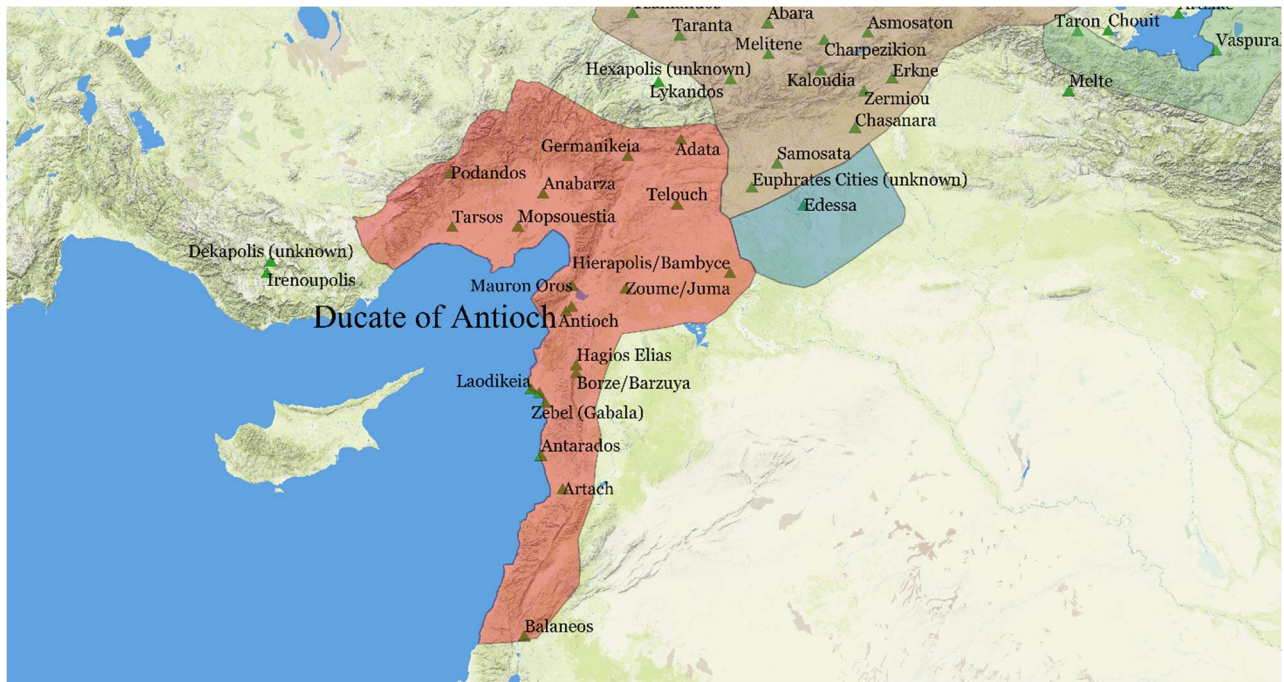 Taranta
Abara
Asmosaton
Taron
Chouit
Melitene
Charpezikion
Vaspura
Hexapolis (unknown)
Lykandos
Kaloudia
Erkne
Zermiou
Melte
Chasanara
Germanikeia
Adata
Samosata
Podandos
Anabarza
Telouch
Euphrates Cities (unknown)
Edessa
Tarsos
Mopsouestia
Dekapolis (unknown)
Irenoupolis
Hierapolis/Bambyce
Mauron Oros
Zoume/Juma
Ducate of Antioch
Antioch
Hagios Elias
Laodikeia
Borze/Barzuya
Zebel (Gabala)
Antarados
Artach
Balaneos